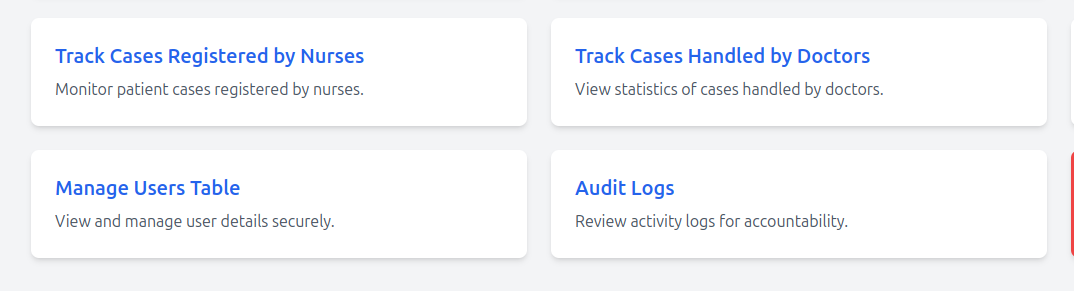 Track Cases Registered by Nurses
Monitor patient cases registered by nurses.
Track Cases Handled by Doctors
View statistics of cases handled by doctors.
Manage Users Table
View and manage user details securely.
Audit Logs
Review activity logs for accountability.